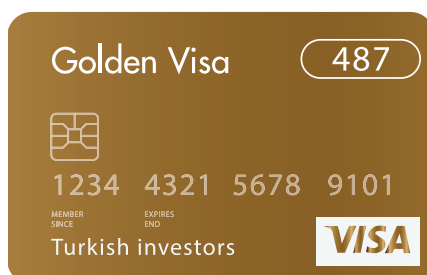 Golden Visa
487
1234 4321 5678 9101
MEMBER
SINCE
EXPIRES
END
Turkish investors
VISA